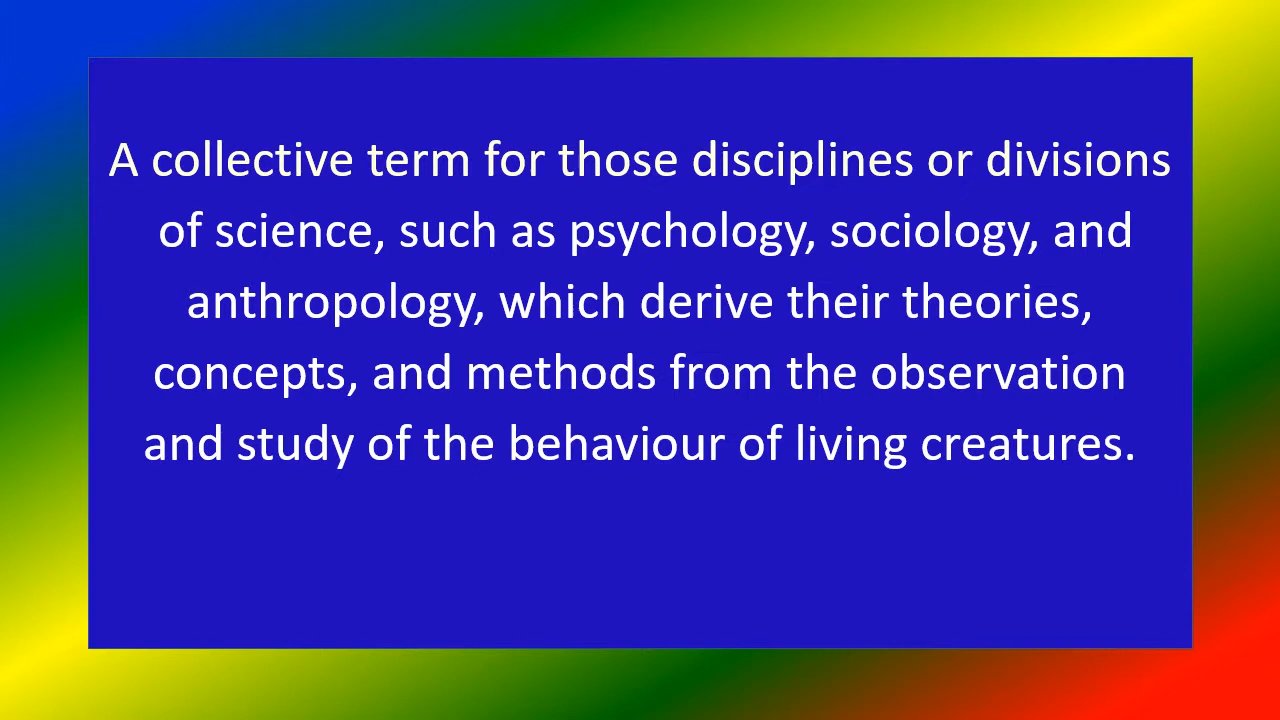 A collective term for those disciplines or divisions
of science, such as psychology, sociology, and
anthropology, which derive their theories,
concepts, and methods from the observation
and study of the behaviour of living creatures.